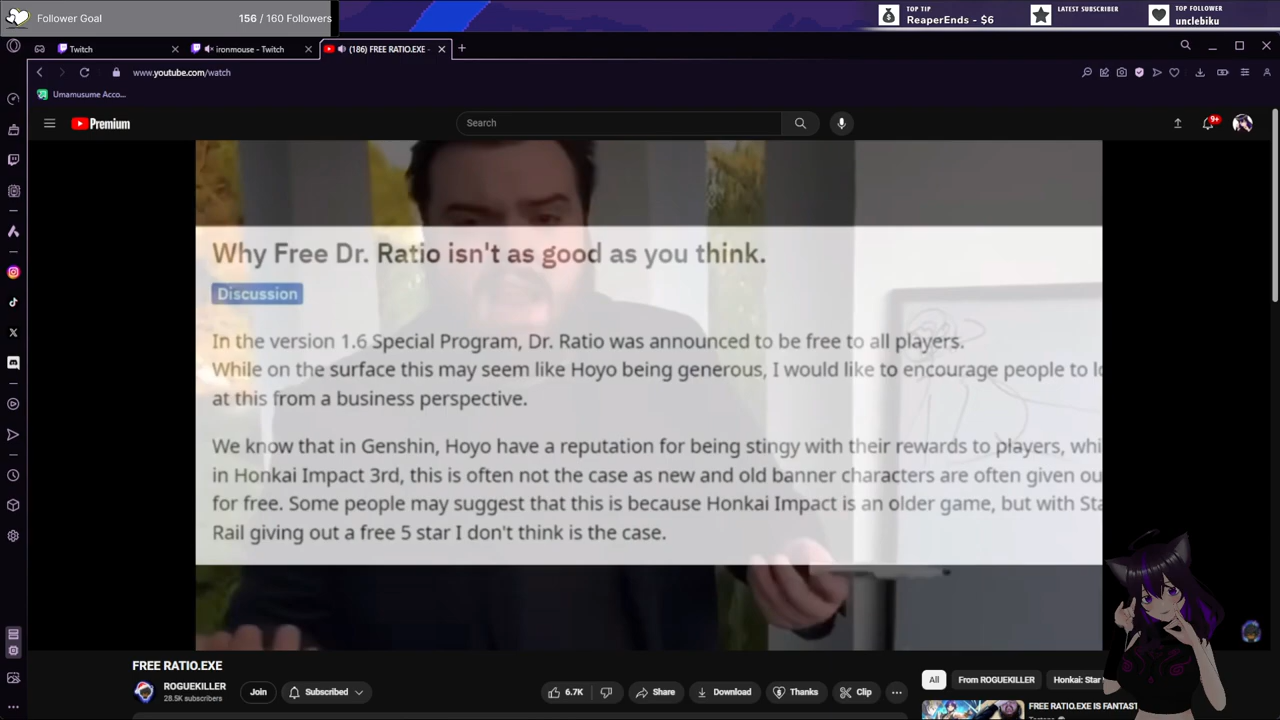 Follower Goal
156 / 160 Followers
TOP TIP
ReaperEnds - $6
LATEST SUBSCRIBER
TOP FOLLOWER
unclebiku
Twitch
ironmouse - Twitch
(186) FREE RATIO.EXE -
www.youtube.com/watch
Umamusume Acco...
Premium
Search
9+
Why Free Dr. Ratio isn't as good as you think.
Discussion
In the version 1.6 Special Program, Dr. Ratio was announced to be free to all players.
While on the surface this may seem like Hoyo being generous, I would like to encourage people to lo
at this from a business perspective.
We know that in Genshin, Hoyo have a reputation for being stingy with their rewards to players, whi
in Honkai Impact 3rd, this is often not the case as new and old banner characters are often given ou
for free. Some people may suggest that this is because Honkai Impact is an older game, but with Sta
Rail giving out a free 5 star I don't think is the case.
FREE RATIO.EXE
ROGUEKILLER
28.5K subscribers
Join
Subscribed
6.7K
Share
Download
Thanks
Clip
All
From ROGUEKILLER
Honkai: Star
FREE RATIO.EXE IS FANTAST